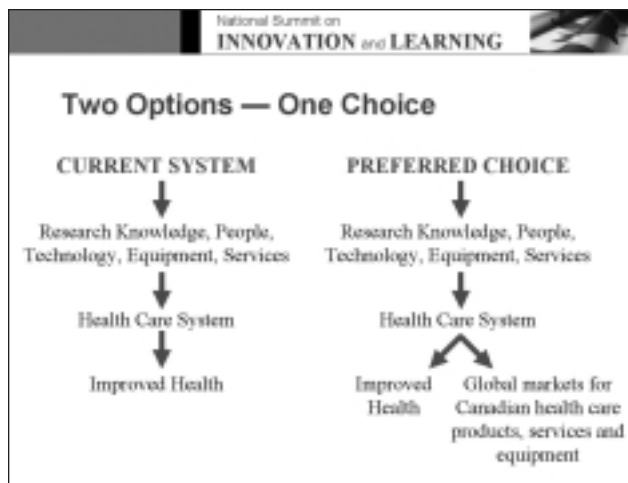 National Summit on
INNOVATION and LEARNING
Two Options — One Choice
CURRENT SYSTEM
Research Knowledge, People,
Technology, Equipment, Services
Health Care System
Improved Health
PREFERRED CHOICE
Research Knowledge, People,
Technology, Equipment, Services
Health Care System
Improved
Health
Global markets for
Canadian health care
products, services and
equipment